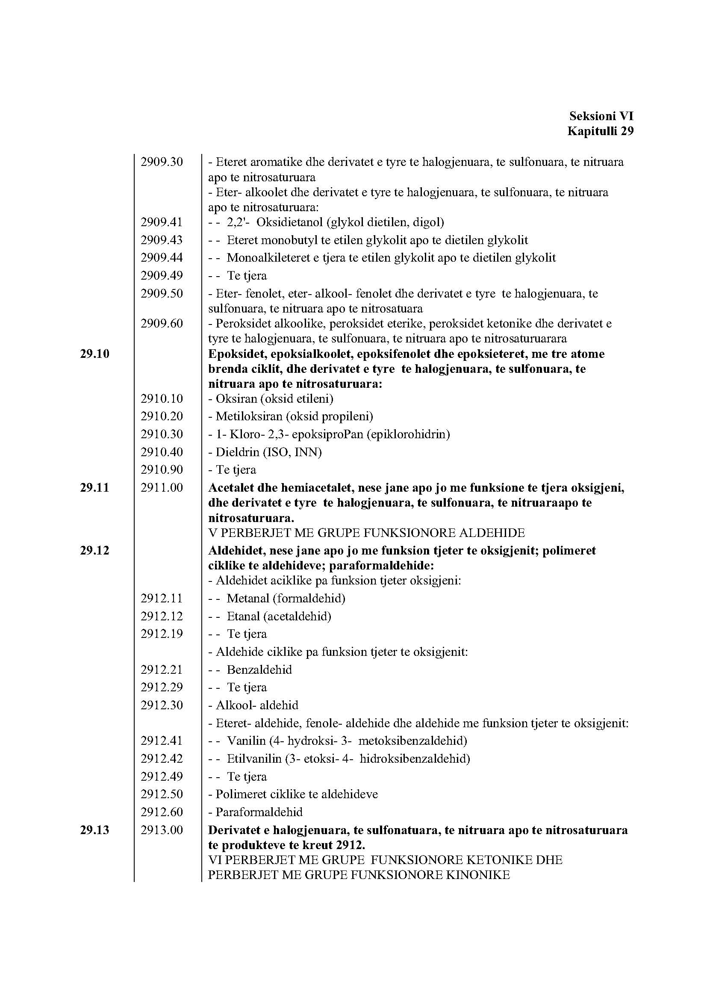 Seksioni VI
Kapitulli 29
2909.30 - Eteret aromatike dhe derivatet e tyre te halogjenuara, te sulfonuara, te nitruara
apo te nitrosaturuara
- Eter- alkoolet dhe derivatet e tyre te halogjenuara, te sulfonuara, te nitruara
apo te nitrosaturuara:
2909.41 - - 2,2'- Oksidietanol (glykol dietilen, digol)
2909.43 - - Eteret monobutyl te etilen glykolit apo te dietilen glykolit
2909.44 - - Monoalkileteret e tjera te etilen glykolit apo te dietilen glykolit
2909.49 - - Te tjera
2909.50 - Eter- fenolet, eter- alkool- fenolet dhe derivatet e tyre te halogjenuara, te
sulfonuara, te nitruara apo te nitrosatuara
2909.60 - Peroksidet alkoolike, peroksidet eterike, peroksidet ketonike dhe derivatet e
tyre te halogjenuara, te sulfonuara, te nitruara apo te nitrosaturuarara
29.10 Epoksidet, epoksialkoolet, epoksifenolet dhe epoksieteret, me tre atome
brenda ciklit, dhe derivatet e tyre te halogjenuara, te sulfonuara, te
nitruara apo te nitrosaturuara:
2910.10 - Oksiran (oksid etileni)
2910.20 - Metiloksiran (oksid propileni)
2910.30 - 1- Kloro- 2,3- epoksiproPan (epiklorohidrin)
2910.40 - Dieldrin (ISO, INN)
2910.90 - Te tjera
29.11 2911.00 Acetalet dhe hemiacetalet, nese jane apo jo me funksione te tjera oksigjeni,
dhe derivatet e tyre te halogjenuara, te sulfonuara, te nitruaraapo te
nitrosaturuara.
V PERBERJET ME GRUPE FUNKSIONORE ALDEHIDE
29.12 Aldehidet, nese jane apo jo me funksion tjeter te oksigjenit; polimeret
ciklike te aldehideve; paraformaldehide:
- Aldehidet aciklike pa funksion tjeter oksigjeni:
2912.11 - - Metanal (formaldehid)
2912.12 - - Etanal (acetaldehid)
2912.19 - - Te tjera
- Aldehide ciklike pa funksion tjeter te oksigjenit:
2912.21 - - Benzaldehid
2912.29 - - Te tjera
2912.30 - Alkool- aldehid
- Eteret- aldehide, fenole- aldehide dhe aldehide me funksion tjeter te oksigjenit:
2912.41 - - Vanilin (4- hydroksi- 3- metoksibenzaldehid)
2912.42 - - Etilvanilin (3- etoksi- 4- hidroksibenzaldehid)
2912.49 - - Te tjera
2912.50 - Polimeret ciklike te aldehideve
2912.60 - Paraformaldehid
29.13 2913.00 Derivatet e halogjenuara, te sulfonatuara, te nitruara apo te nitrosaturuara
te produkteve te kreut 2912.
VI PERBERJET ME GRUPE FUNKSIONORE KETONIKE DHE
PERBERJET ME GRUPE FUNKSIONORE KINONIKE